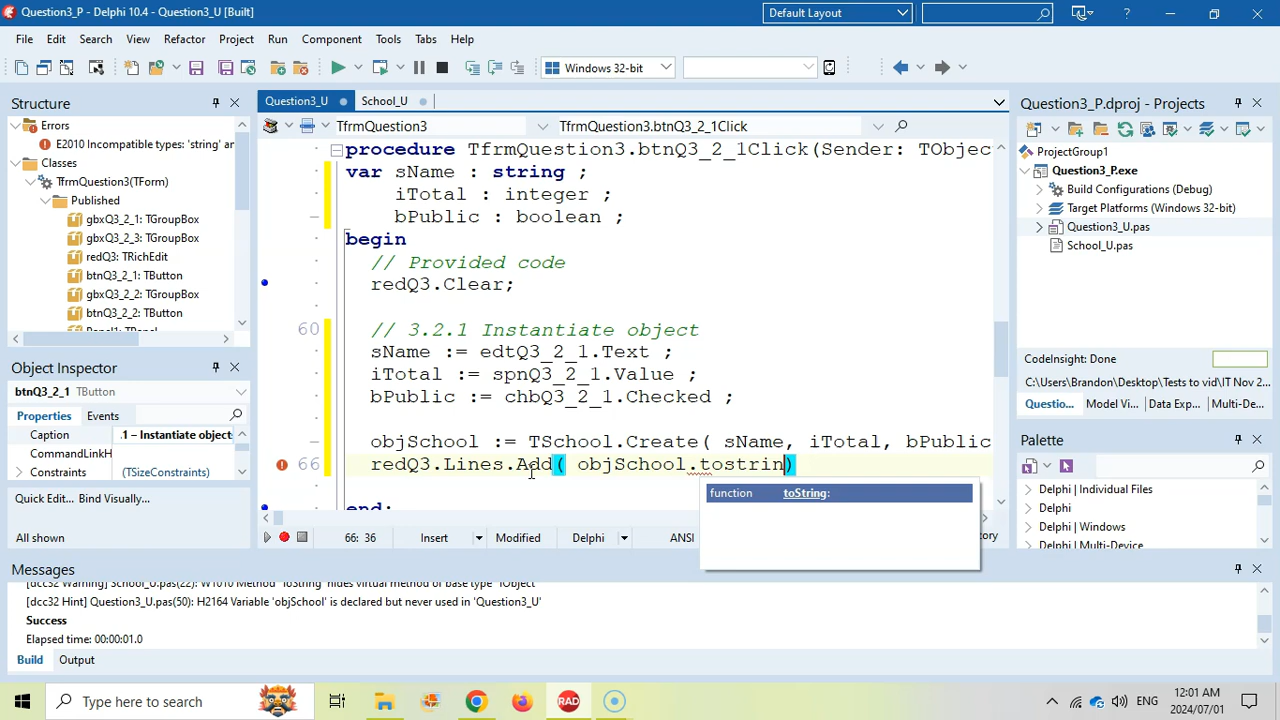 Question3_P - Delphi 10.4 - Question3_U [Built]
Default Layout
File Edit Search View Refactor Project Run Component Tools Tabs Help
Windows 32-bit
Structure
Errors
E2010 Incompatible types: 'string' an
Classes
TfrmQuestion3(TForm)
Published
gbxQ3_2_1: TGroupBox
gbxQ3_2_3: TGroupBox
redQ3: TRichEdit
btnQ3_2_1: TButton
gbxQ3_2_2: TGroupBox
btnQ3_2_2: TButton
Panel1: TPanel
Object Inspector
btnQ3_2_1 TButton
Properties Events
Caption .1 – Instantiate object
CommandLinkH
Constraints (TSizeConstraints)
Quick Edit... Bind Visually...
All shown
Question3_U School_U
TfrmQuestion3 TfrmQuestion3.btnQ3_2_1Click
procedure TfrmQuestion3.btnQ3_2_1Click(Sender: TObjec
var sName : string ;
iTotal : integer ;
bPublic : boolean ;
begin
// Provided code
redQ3.Clear;
60 // 3.2.1 Instantiate object
sName := edtQ3_2_1.Text ;
iTotal := spnQ3_2_1.Value ;
bPublic := chbQ3_2_1.Checked ;
objSchool := TSchool.Create( sName, iTotal, bPublic
66 redQ3.Lines.Add( objSchool.tostrin)
function toString:
end;
66: 36 Insert Modified Delphi ANSI ory
Question3_P.dproj - Projects
ProjectGroup1
Question3_P.exe
Build Configurations (Debug)
Target Platforms (Windows 32-bit)
Question3_U.pas
School_U.pas
CodeInsight: Done
C:\Users\Brandon\Desktop\Tests to vid\IT Nov 2
Questio... Model Vi... Data Exp... Multi-De...
Palette
Search
Delphi | Individual Files
Delphi
Delphi | Windows
Delphi | Multi-Device
Messages
[dcc32 Warning] School_U.pas(22): W1010 Method 'ToString' hides virtual method of base type 'TObject'
[dcc32 Hint] Question3_U.pas(50): H2164 Variable 'objSchool' is declared but never used in 'Question3_U'
Success
Elapsed time: 00:00:01.0
Build Output
Type here to search
ENG
12:01 AM
2024/07/01